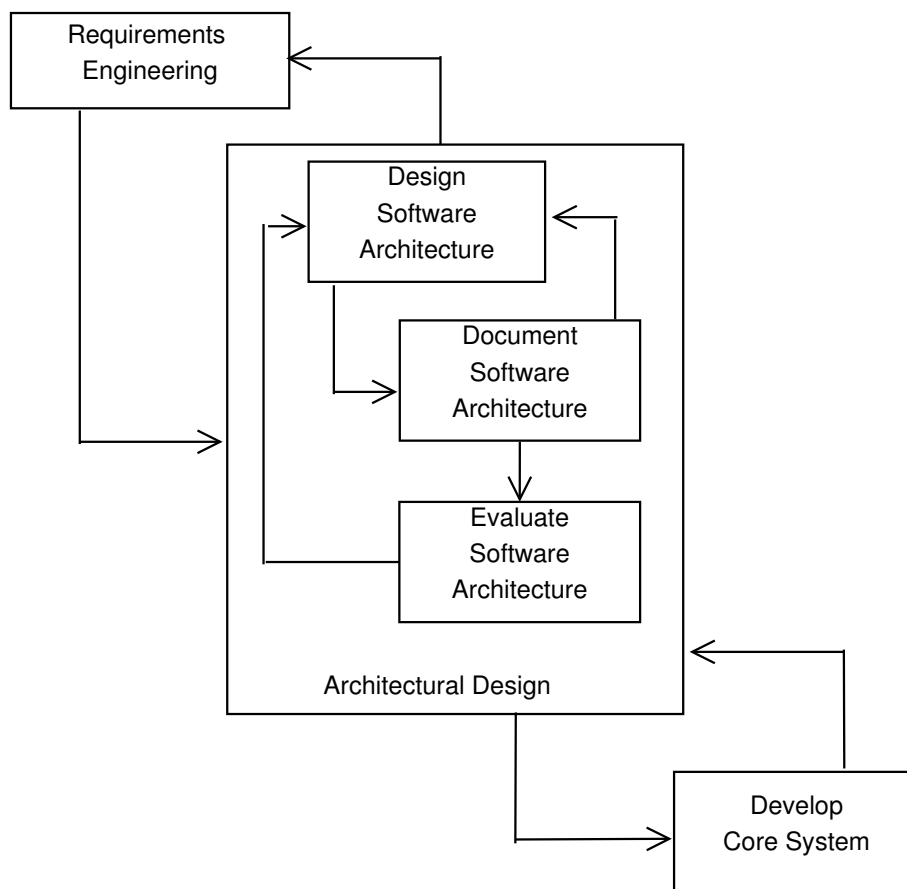 Requirements
Engineering
Design
Software
Architecture
Document
Software
Architecture
Evaluate
Software
Architecture
Architectural Design
Develop
Core System